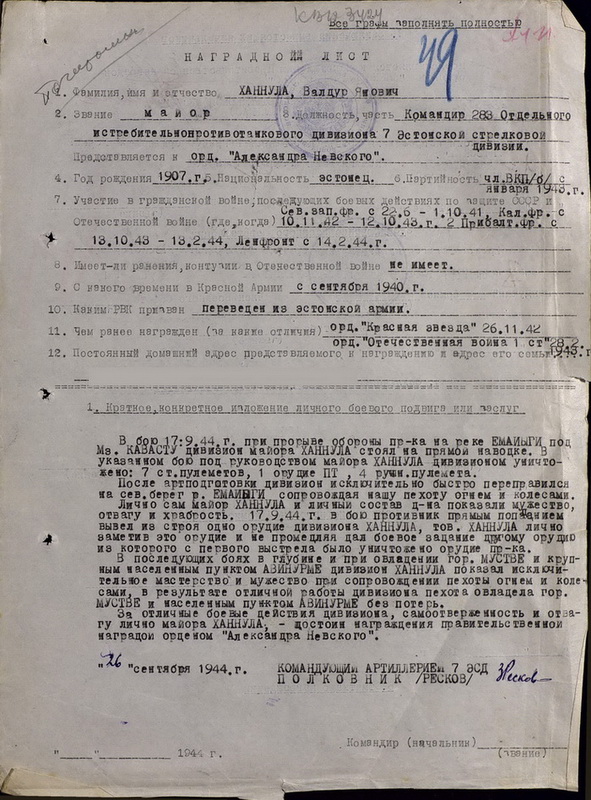 Все графы заполнять полностью
49
НАГРАДНОЙ ЛИСТ
1. Фамилия, имя и отчество ХАННУЛА, Валдур Янович
2. Звание майор 3. Должность, часть Командир 283 Отдельного
истребительнопротивотанкового дивизиона 7 Эстонской стрелковой
дивизии.
Представляется к орд. "Александра Невского".
4. Год рождения 1907г. 5. Национальность эстонец. 6. Партийность чл.ВКП/б/ с
января 1943г.
7. Участие в гражданской войне, последующих боевых действиях по защите СССР и
Отечественной войне (где, когда) Сев.зап.фр. с 22.6 - 1.10.41, Кал.фр. с
10.11.42 - 12.10.43г. 2 Прибалт.фр. с
13.10.43 - 13.2.44, Ленфронт с 14.2.44г.
8. Имеет-ли ранения, контузии в Отечественной войне не имеет.
9. С какого времени в Красной Армии с сентября 1940г.
10. Каким РВК призван переведен из эстонской армии.
11. Чем ранее награжден (за какие отличия) орд."Красная звезда" 26.11.42
орд."Отечественная война 1 ст" 28.2.
1943г
12. Постоянный домашний адрес представляемого к награждению и адрес его семьи
1. Краткое, конкретное изложение личного боевого подвига или заслуг
В бою 17.9.44.г. при прорыве обороны пр-ка на реке ЕМАЙЫГИ под
Мз. КАВАСТУ дивизион майора ХАННУЛА стоял на прямой наводке. В
указанном бою под руководством майора ХАННУЛА дивизионом уничто-
жено: 7 ст.пулеметов, 1 орудие ПТ, 4 ручн.пулемета.
После артподготовки дивизион исключительно быстро переправился
на сев.берег р. ЕМАЙЫГИ сопровождая нашу пехоту огнем и колесами.
Лично сам майор ХАННУЛА и личный состав д-на показали мужество,
отвагу и храбрость. 17.9.44г. в бою противник прямым попаданием
вывел из строя одно орудие дивизиона ХАННУЛА, тов. ХАННУЛА лично
заметив это орудие и не промедляя дал боевое задание другому орудию
из которого с первого выстрела было уничтожено орудие пр-ка.
В последующих боях в глубине и при овладении гор. МУСТВЕ и круп-
ным населенным пунктом АВИНУРМЕ дивизион ХАННУЛА показал исключи-
тельное мастерство и мужество при сопровождении пехоты огнем и коле-
сами, в результате отличной работы дивизиона пехота овладела гор.
МУСТВЕ и населенным пунктом АВИНУРМЕ без потерь.
За отличные боевые действия дивизиона, самоотверженность и отва-
гу лично майора ХАННУЛА, - достоин награждения правительственной
наградой орденом "Александра Невского".
"26" сентября 1944.г.
КОМАНДУЮЩИЙ АРТИЛЛЕРИЕЙ 7 ЭСД
ПОЛКОВНИК /РЕСКОВ/ Ресков
Командир (начальник)
(звание)
"__"______ 1944 г.